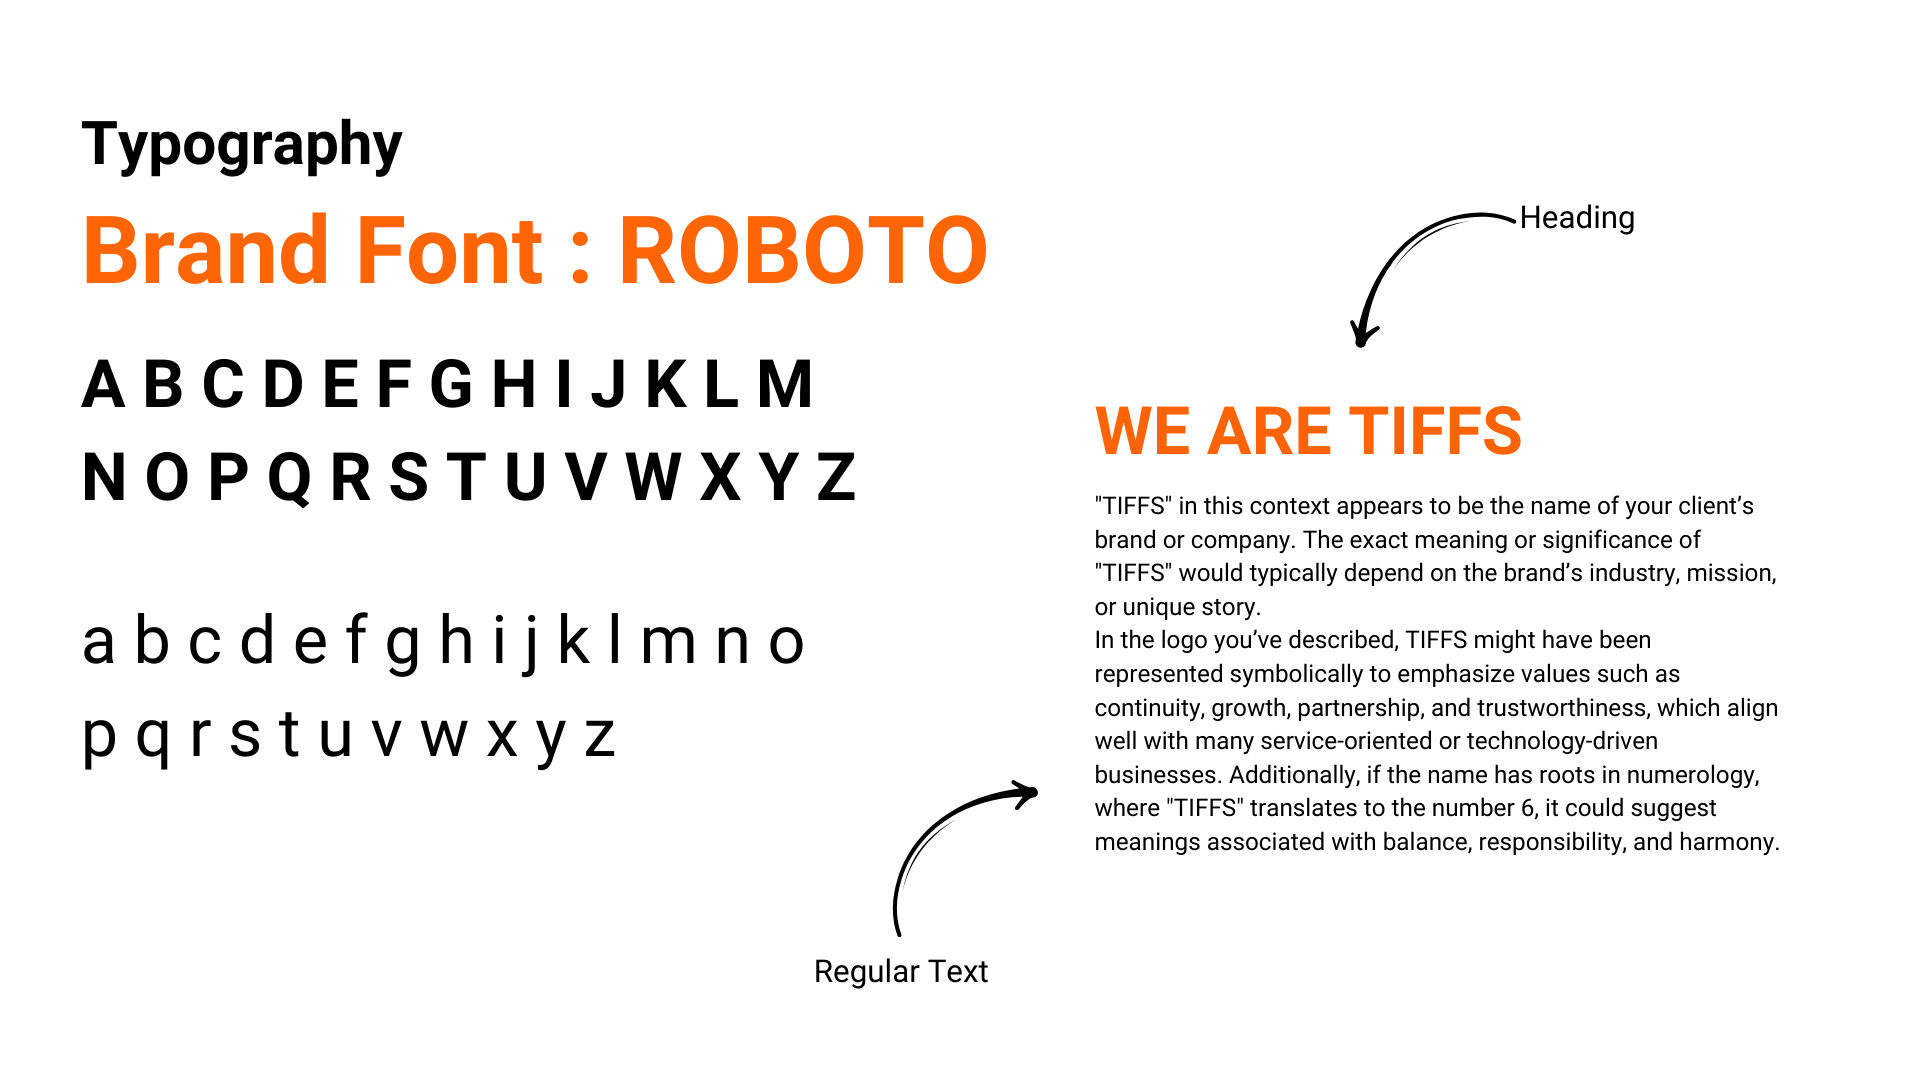 Typography
Brand Font : ROBOTO
A B C D E F G H I J K L M
N O P Q R S T U V W X Y Z
a b c d e f g h i j k l m n o
p q r s t u v w x y z
Heading
WE ARE TIFFS
"TIFFS" in this context appears to be the name of your client’s
brand or company. The exact meaning or significance of
"TIFFS" would typically depend on the brand’s industry, mission,
or unique story.
In the logo you’ve described, TIFFS might have been
represented symbolically to emphasize values such as
continuity, growth, partnership, and trustworthiness, which align
well with many service-oriented or technology-driven
businesses. Additionally, if the name has roots in numerology,
where "TIFFS" translates to the number 6, it could suggest
meanings associated with balance, responsibility, and harmony.
Regular Text